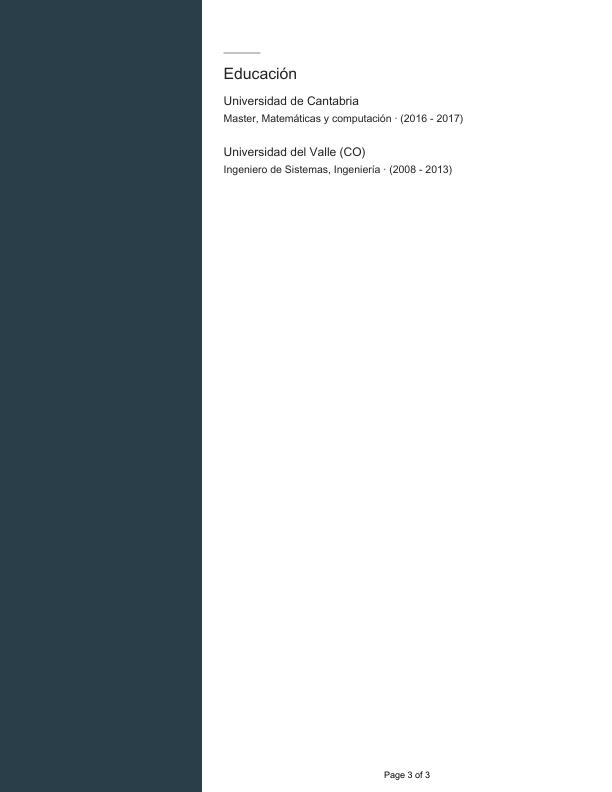 Educación
Universidad de Cantabria
Master, Matemáticas y computación · (2016 - 2017)
Universidad del Valle (CO)
Ingeniero de Sistemas, Ingeniería · (2008 - 2013)
Page 3 of 3